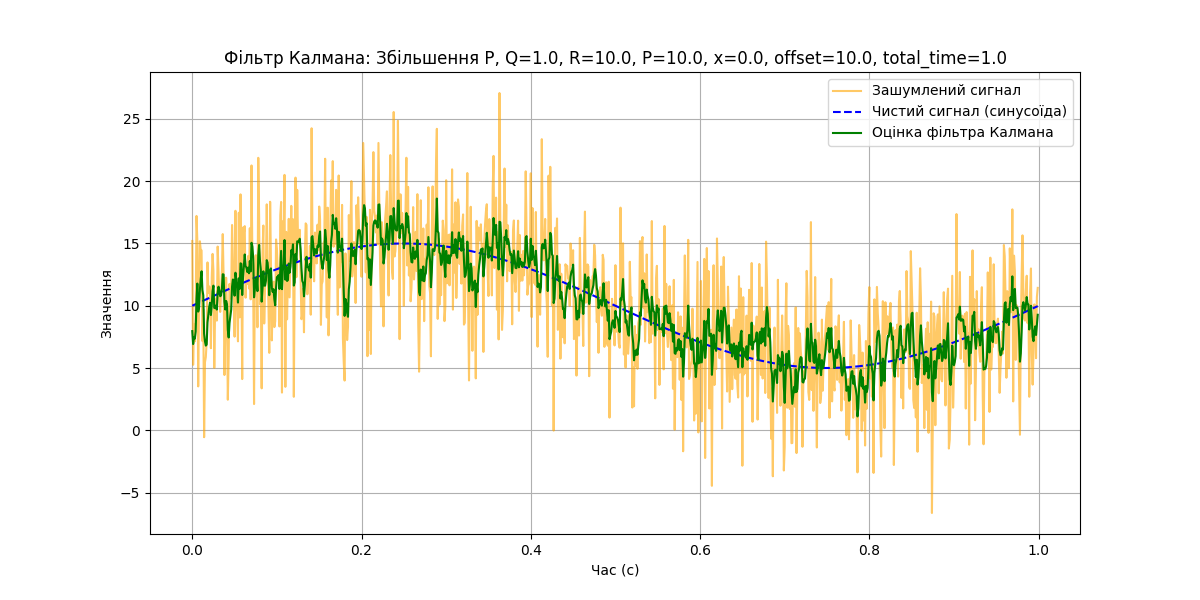 Фільтр Калмана: Збільшення P, Q=1.0, R=10.0, P=10.0, x=0.0, offset=10.0, total_time=1.0
Зашумлений сигнал
Чистий сигнал (синусоїда)
Оцінка фільтра Калмана
Значення
25
20
15
10
5
0
−5
0.0 0.2 0.4 0.6 0.8 1.0
Час (с)